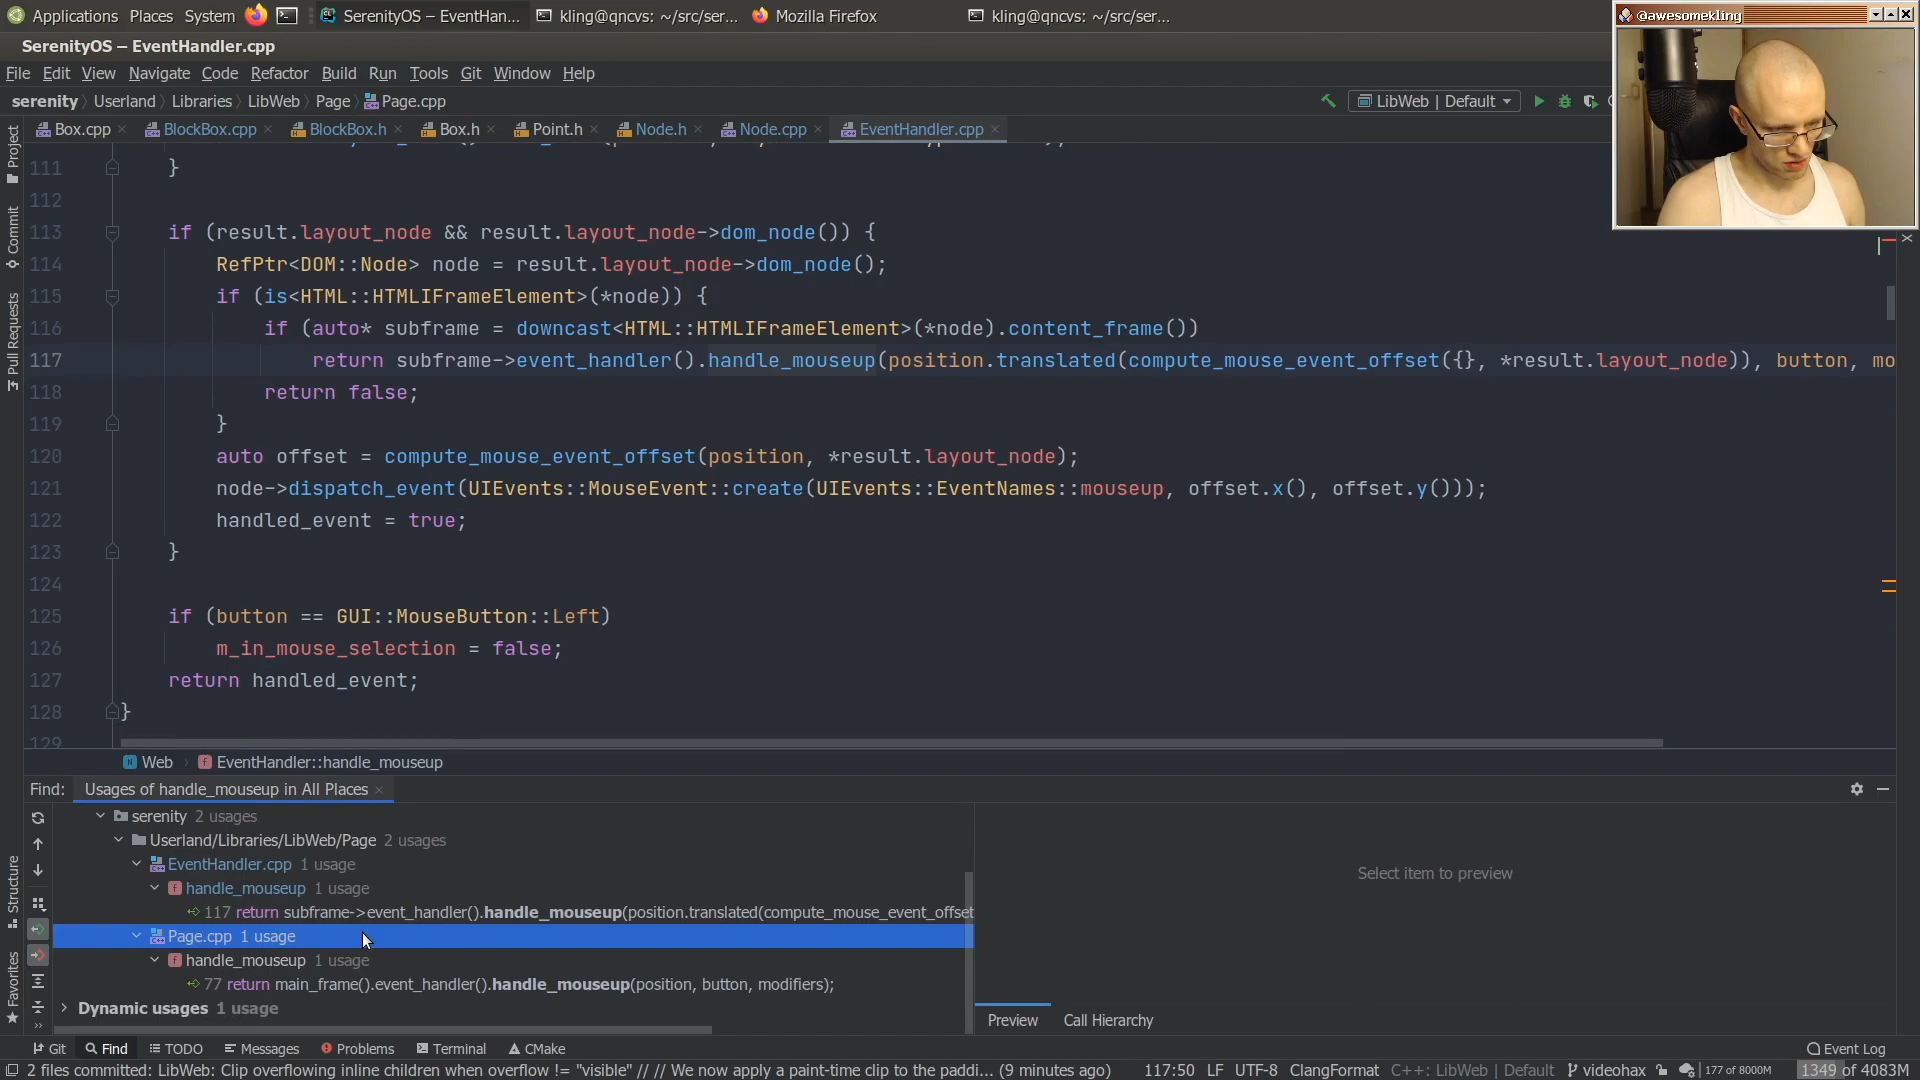 Applications Places System SerenityOS – EventHan... kling@qncvs: ~/src/ser... Mozilla Firefox kling@qncvs: ~/src/ser...
@awesomekling
SerenityOS – EventHandler.cpp
File Edit View Navigate Code Refactor Build Run Tools Git Window Help
serenity Userland Libraries LibWeb Page Page.cpp LibWeb | Default
Box.cpp BlockBox.cpp BlockBox.h Box.h Point.h Node.h Node.cpp EventHandler.cpp
Project
Commit
Pull Requests
Structure
Favorites
111 }
112
113 if (result.layout_node && result.layout_node->dom_node()) {
114 RefPtr<DOM::Node> node = result.layout_node->dom_node();
115 if (is<HTML::HTMLIFrameElement>(*node)) {
116 if (auto* subframe = downcast<HTML::HTMLIFrameElement>(*node).content_frame())
117 return subframe->event_handler().handle_mouseup(position.translated(compute_mouse_event_offset({}, *result.layout_node)), button, mo
118 return false;
119 }
120 auto offset = compute_mouse_event_offset(position, *result.layout_node);
121 node->dispatch_event(UIEvents::MouseEvent::create(UIEvents::EventNames::mouseup, offset.x(), offset.y()));
122 handled_event = true;
123 }
124
125 if (button == GUI::MouseButton::Left)
126 m_in_mouse_selection = false;
127 return handled_event;
128 }
129
Web EventHandler::handle_mouseup
Find: Usages of handle_mouseup in All Places
serenity 2 usages
Userland/Libraries/LibWeb/Page 2 usages
EventHandler.cpp 1 usage
handle_mouseup 1 usage
117 return subframe->event_handler().handle_mouseup(position.translated(compute_mouse_event_offset
Page.cpp 1 usage
handle_mouseup 1 usage
77 return main_frame().event_handler().handle_mouseup(position, button, modifiers);
Dynamic usages 1 usage
Select item to preview
Preview Call Hierarchy
Git Find TODO Messages Problems Terminal CMake Event Log
2 files committed: LibWeb: Clip overflowing inline children when overflow != "visible" // // We now apply a paint-time clip to the paddi... (9 minutes ago) 117:50 LF UTF-8 ClangFormat C++: LibWeb | Default videohax 177 of 8000M 1349 of 4083M